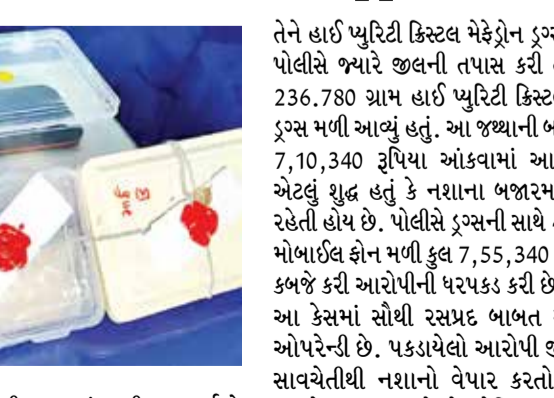 તેને હાઈ પ્યુરિટી ક્રિસ્ટલ મેફેડ્રોન ડ્રગ્સ
પોલીસે જ્યારે જીલની તપાસ કરી
236.780 ગ્રામ હાઈ પ્યુરિટી ક્રિસ્ટલ
ડ્રગ્સ મળી આવ્યું હતું. આ જથ્થાની
7,10,340 રૂપિયા આંકવામાં આ
એટલું શુદ્ધ હતું કે નશાના બજારમ
રહેતી હોય છે. પોલીસે ડ્રગ્સની સાથે
મોબાઈલ ફોન મળી કુલ 7,55,340
કબજે કરી આરોપીની ધરપકડ કરી છે
આ કેસમાં સૌથી રસપ્રદ બાબત
ઓપરેન્ડી છે. પકડાયેલો આરોપી
સાવચેતીથી નશાનો વેપાર કરતો